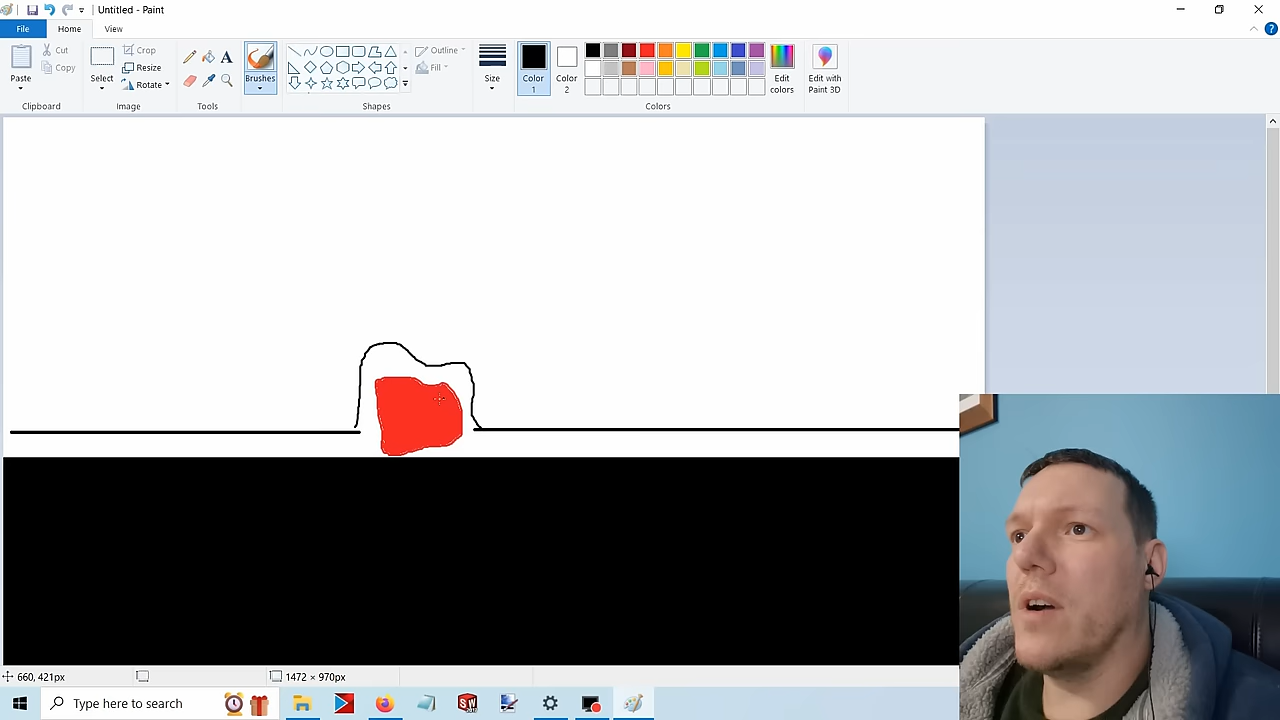 Untitled - Paint
File
Home
View
Paste
Cut
Copy
Clipboard
Select
Crop
Resize
Rotate
Image
Tools
Brushes
Shapes
Outline
Fill
Size
Color
1
Color
2
Edit
colors
Edit with
Paint 3D
Colors
660, 421px
1472 × 970px
Type here to search